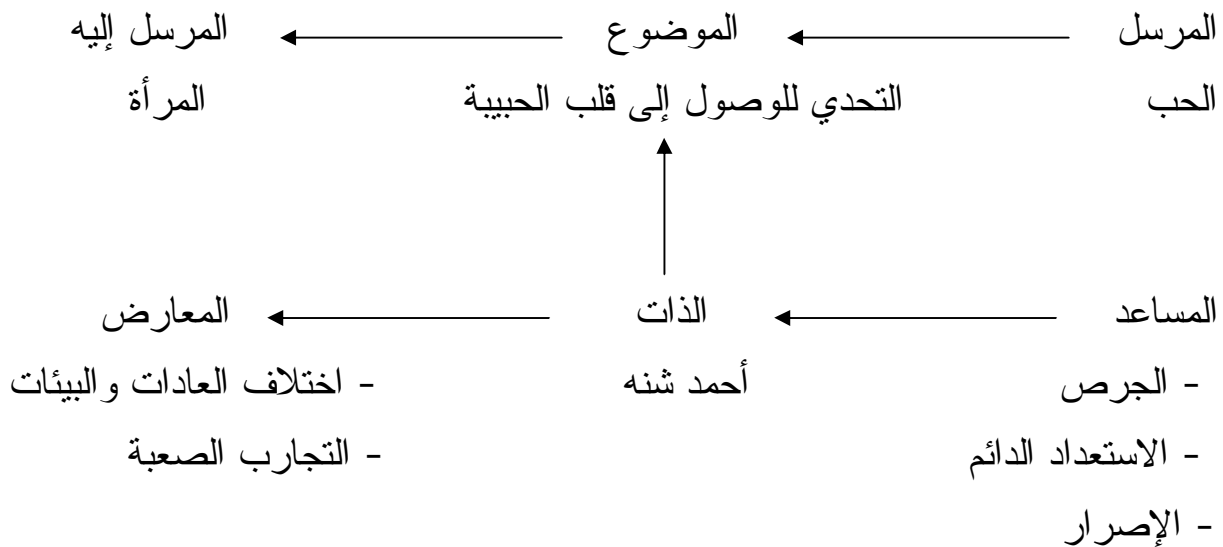 المرسل الموضوع المرسل إليه
الحب التحدي للوصول إلى قلب الحبيبة المرأة
المساعد الذات المعارض
- الجرص أحمد شنه - اختلاف العادات والبيئات
- الاستعداد الدائم - التجارب الصعبة
- الإصرار